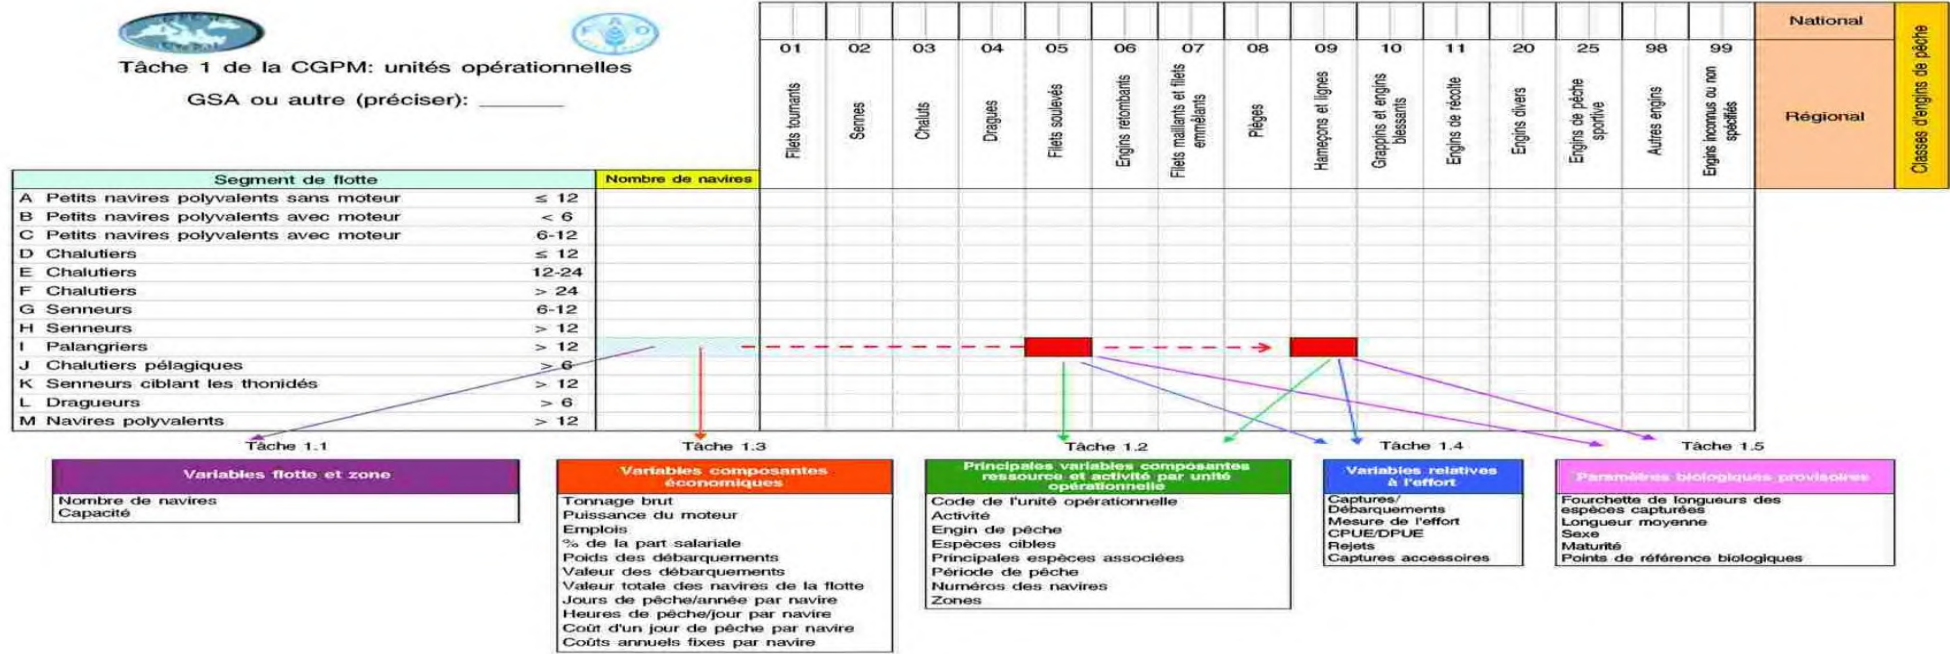 Tâche 1 de la CGPM: unités opérationnelles
GSA ou autre (préciser): ______
National
Régional
Classes d'engins de pêche
01
02
03
04
05
06
07
08
09
10
11
20
25
98
99
Filets tournants
Sennes
Chaluts
Dragues
Filets soulevés
Engins retombants
Filets maillants et filets
emmêlants
Pièges
Hameçons et lignes
Grappins et engins
blessants
Engins de récolte
Engins divers
Engins de pêche
sportive
Autres engins
Engins inconnus ou non
spécifiés
Segment de flotte
Nombre de navires
A Petits navires polyvalents sans moteur ≤ 12
B Petits navires polyvalents avec moteur < 6
C Petits navires polyvalents avec moteur 6-12
D Chalutiers ≤ 12
E Chalutiers 12-24
F Chalutiers > 24
G Senneurs 6-12
H Senneurs > 12
I Palangriers > 12
J Chalutiers pélagiques > 6
K Senneurs ciblant les thonidés > 12
L Dragueurs > 6
M Navires polyvalents > 12
Tâche 1.1
Variables flotte et zone
Nombre de navires
Capacité
Tâche 1.3
Variables composantes
économiques
Tonnage brut
Puissance du moteur
Emplois
% de la part salariale
Poids des débarquements
Valeur des débarquements
Valeur totale des navires de la flotte
Jours de pêche/année par navire
Heures de pêche/jour par navire
Coût d'un jour de pêche par navire
Coûts annuels fixes par navire
Tâche 1.2
Principales variables composantes
ressource et activité par unité
opérationnelle
Code de l'unité opérationnelle
Activité
Engin de pêche
Espèces cibles
Principales espèces associées
Période de pêche
Numéros des navires
Zones
Tâche 1.4
Variables relatives
à l'effort
Captures/
Débarquements
Mesure de l'effort
CPUE/DPUE
Rejets
Captures accessoires
Tâche 1.5
Paramètres biologiques provisoires
Fourchette de longueurs des
espèces capturées
Longueur moyenne
Sexe
Maturité
Points de référence biologiques